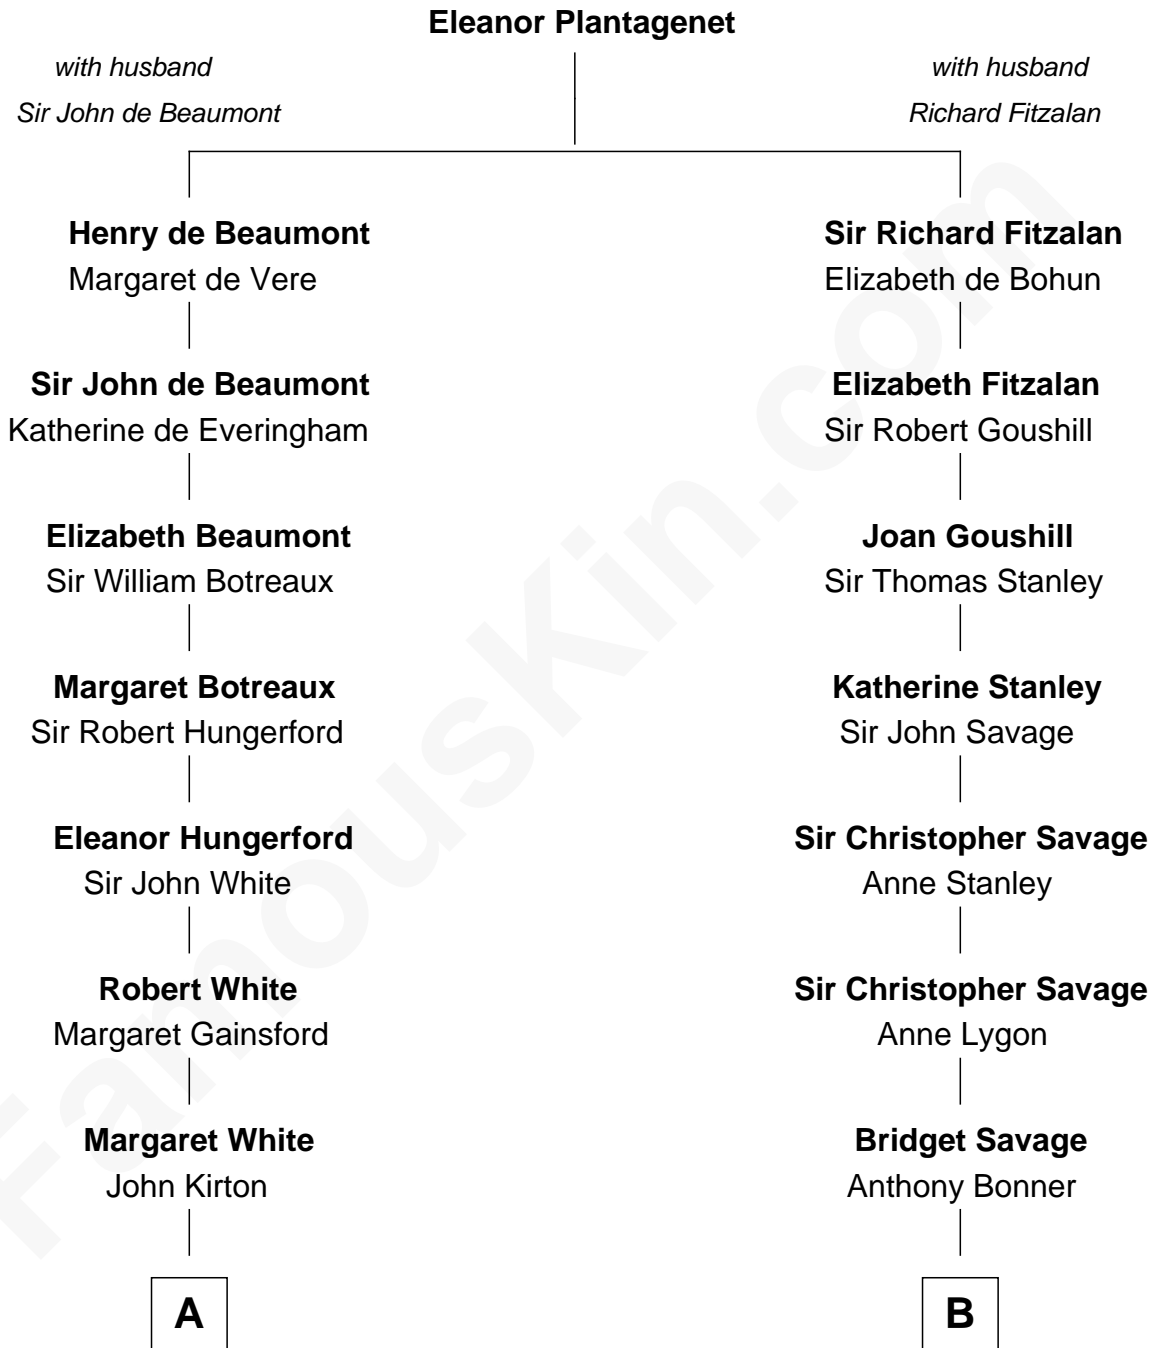 Eleanor Plantagenet
with husband
Sir John de Beaumont
with husband
Richard Fitzalan
Henry de Beaumont
Margaret de Vere
Sir Richard Fitzalan
Elizabeth de Bohun
Sir John de Beaumont
Katherine de Everingham
Elizabeth Fitzalan
Sir Robert Goushill
Elizabeth Beaumont
Sir William Botreaux
Joan Goushill
Sir Thomas Stanley
Margaret Botreaux
Sir Robert Hungerford
Katherine Stanley
Sir John Savage
Eleanor Hungerford
Sir John White
Sir Christopher Savage
Anne Stanley
Robert White
Margaret Gainsford
Sir Christopher Savage
Anne Lygon
Margaret White
John Kirton
Bridget Savage
Anthony Bonner
A
B
FamousKin.com